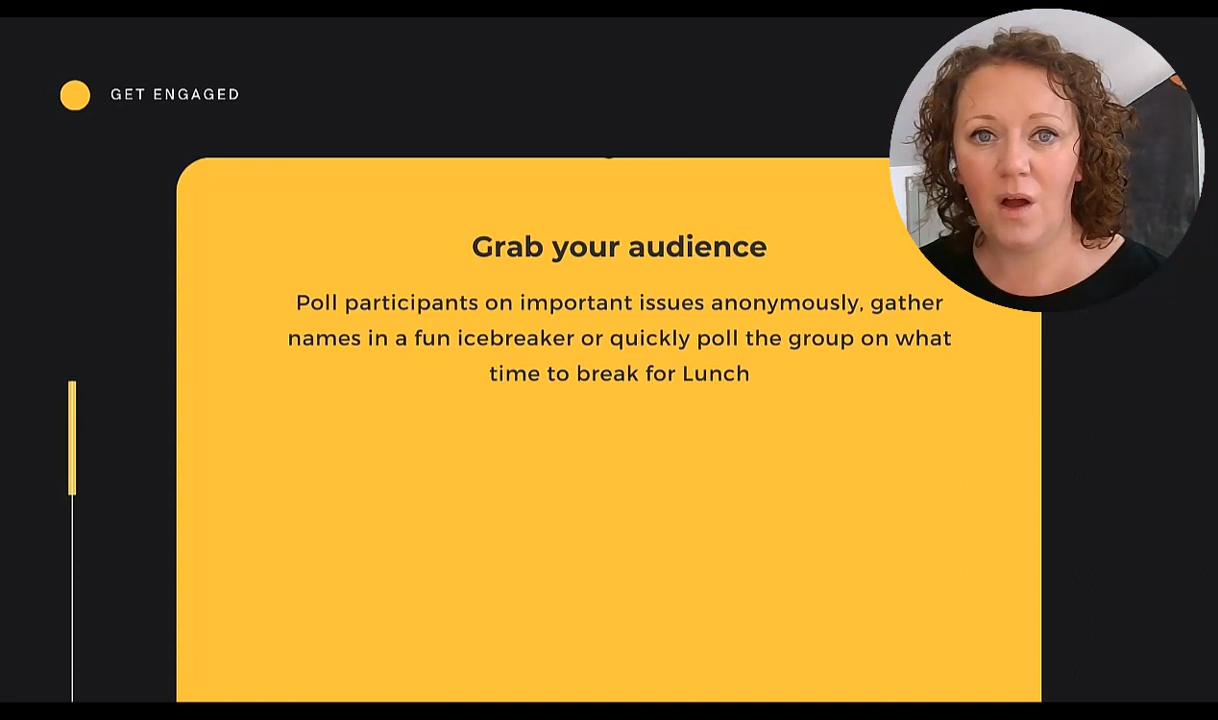 GET ENGAGED
Grab your audience
Poll participants on important issues anonymously, gather
names in a fun icebreaker or quickly poll the group on what
time to break for Lunch